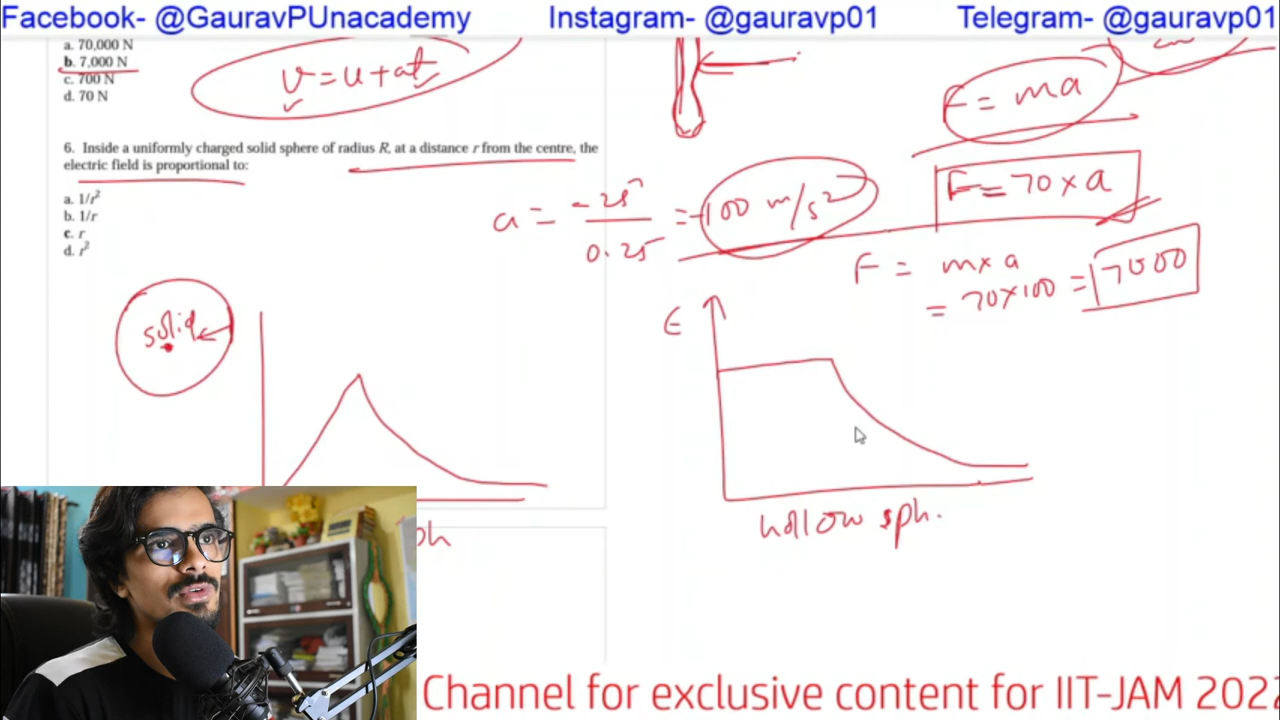 Facebook- @GauravPUnacademy Instagram- @gauravp01 Telegram- @gauravp01
a. 70,000 N
b. 7,000 N
c. 700 N
d. 70 N
v = u + at
F = ma
6. Inside a uniformly charged solid sphere of radius R, at a distance r from the centre, the
electric field is proportional to:
a. 1/r²
b. 1/r
c. r
d. r²
a = -25 / 0.25 = -100 m/s²
F = 70 × a
F = m × a
= 70×100 = 7000
solid
E
hollow sph.
ph
Channel for exclusive content for IIT-JAM 202